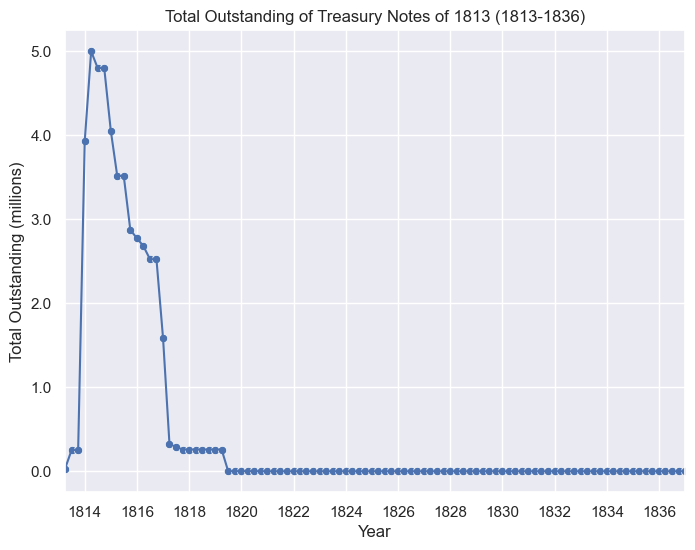 Total Outstanding of Treasury Notes of 1813 (1813-1836)
Total Outstanding (millions)
5.0
4.0
3.0
2.0
1.0
0.0
1814 1816 1818 1820 1822 1824 1826 1828 1830 1832 1834 1836
Year